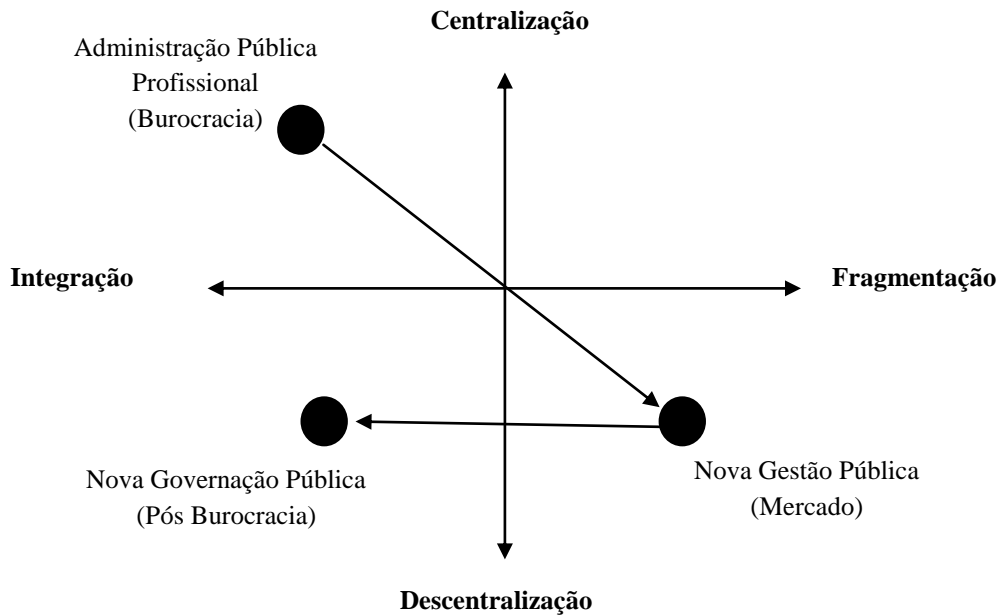 Centralização
Administração Pública
Profissional
(Burocracia)
Integração
Fragmentação
Nova Governação Pública
(Pós Burocracia)
Nova Gestão Pública
(Mercado)
Descentralização